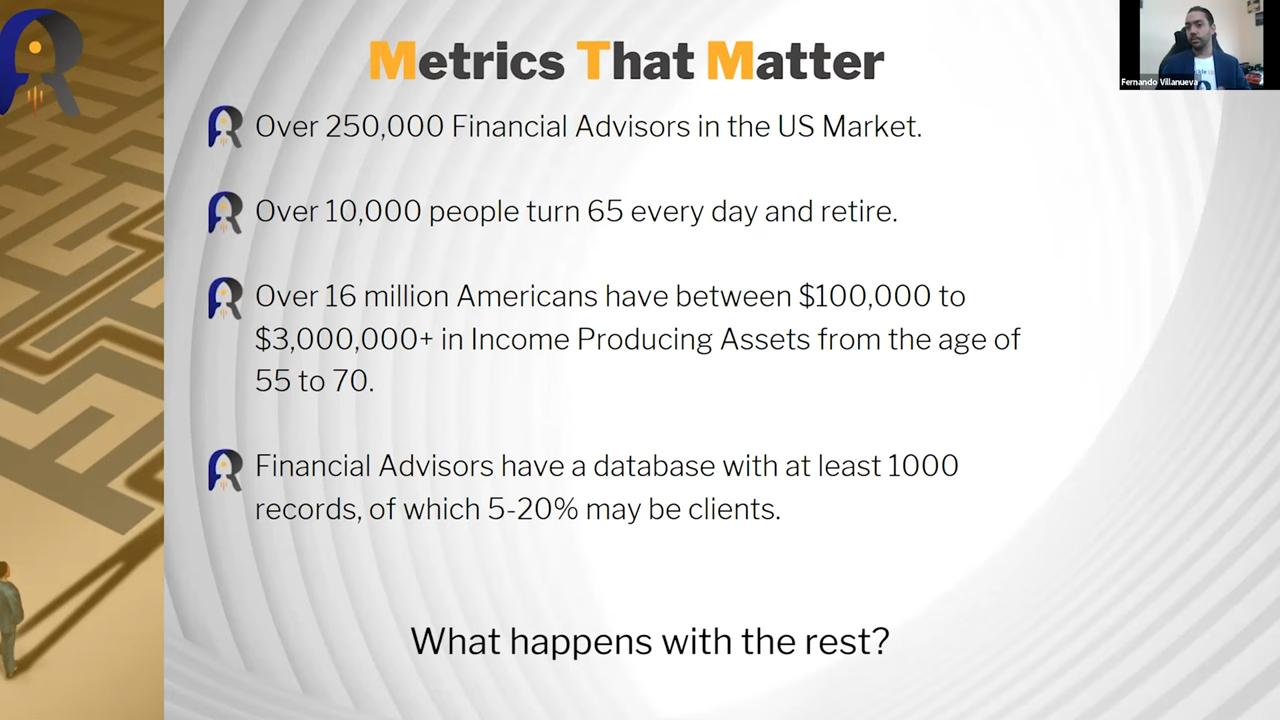 Metrics That Matter
Over 250,000 Financial Advisors in the US Market.
Over 10,000 people turn 65 every day and retire.
Over 16 million Americans have between $100,000 to
$3,000,000+ in Income Producing Assets from the age of
55 to 70.
Financial Advisors have a database with at least 1000
records, of which 5-20% may be clients.
What happens with the rest?
Fernando Villanueva